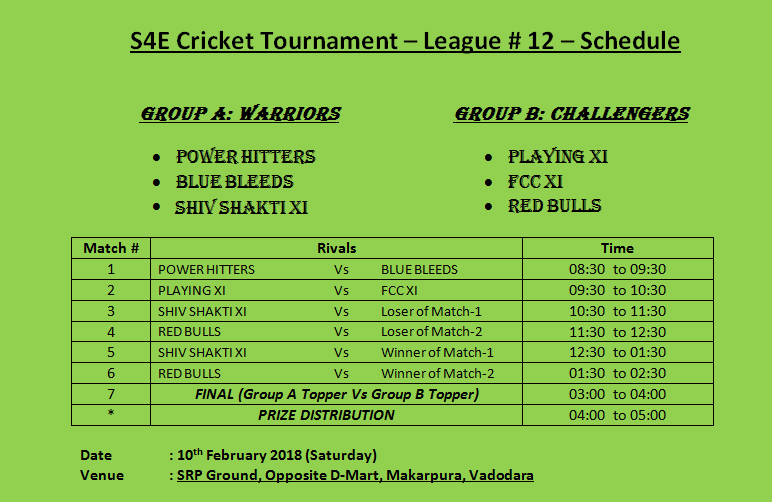 S4E Cricket Tournament – League # 12 – Schedule
GROUP A: WARRIORS GROUP B: CHALLENGERS
• POWER HITTERS • PLAYING XI
• BLUE BLEEDS • FCC XI
• SHIV SHAKTI XI • RED BULLS
Match # Rivals Time
1 POWER HITTERS Vs BLUE BLEEDS 08:30 to 09:30
2 PLAYING XI Vs FCC XI 09:30 to 10:30
3 SHIV SHAKTI XI Vs Loser of Match-1 10:30 to 11:30
4 RED BULLS Vs Loser of Match-2 11:30 to 12:30
5 SHIV SHAKTI XI Vs Winner of Match-1 12:30 to 01:30
6 RED BULLS Vs Winner of Match-2 01:30 to 02:30
7 FINAL (Group A Topper Vs Group B Topper) 03:00 to 04:00
* PRIZE DISTRIBUTION 04:00 to 05:00
Date : 10th February 2018 (Saturday)
Venue : SRP Ground, Opposite D-Mart, Makarpura, Vadodara